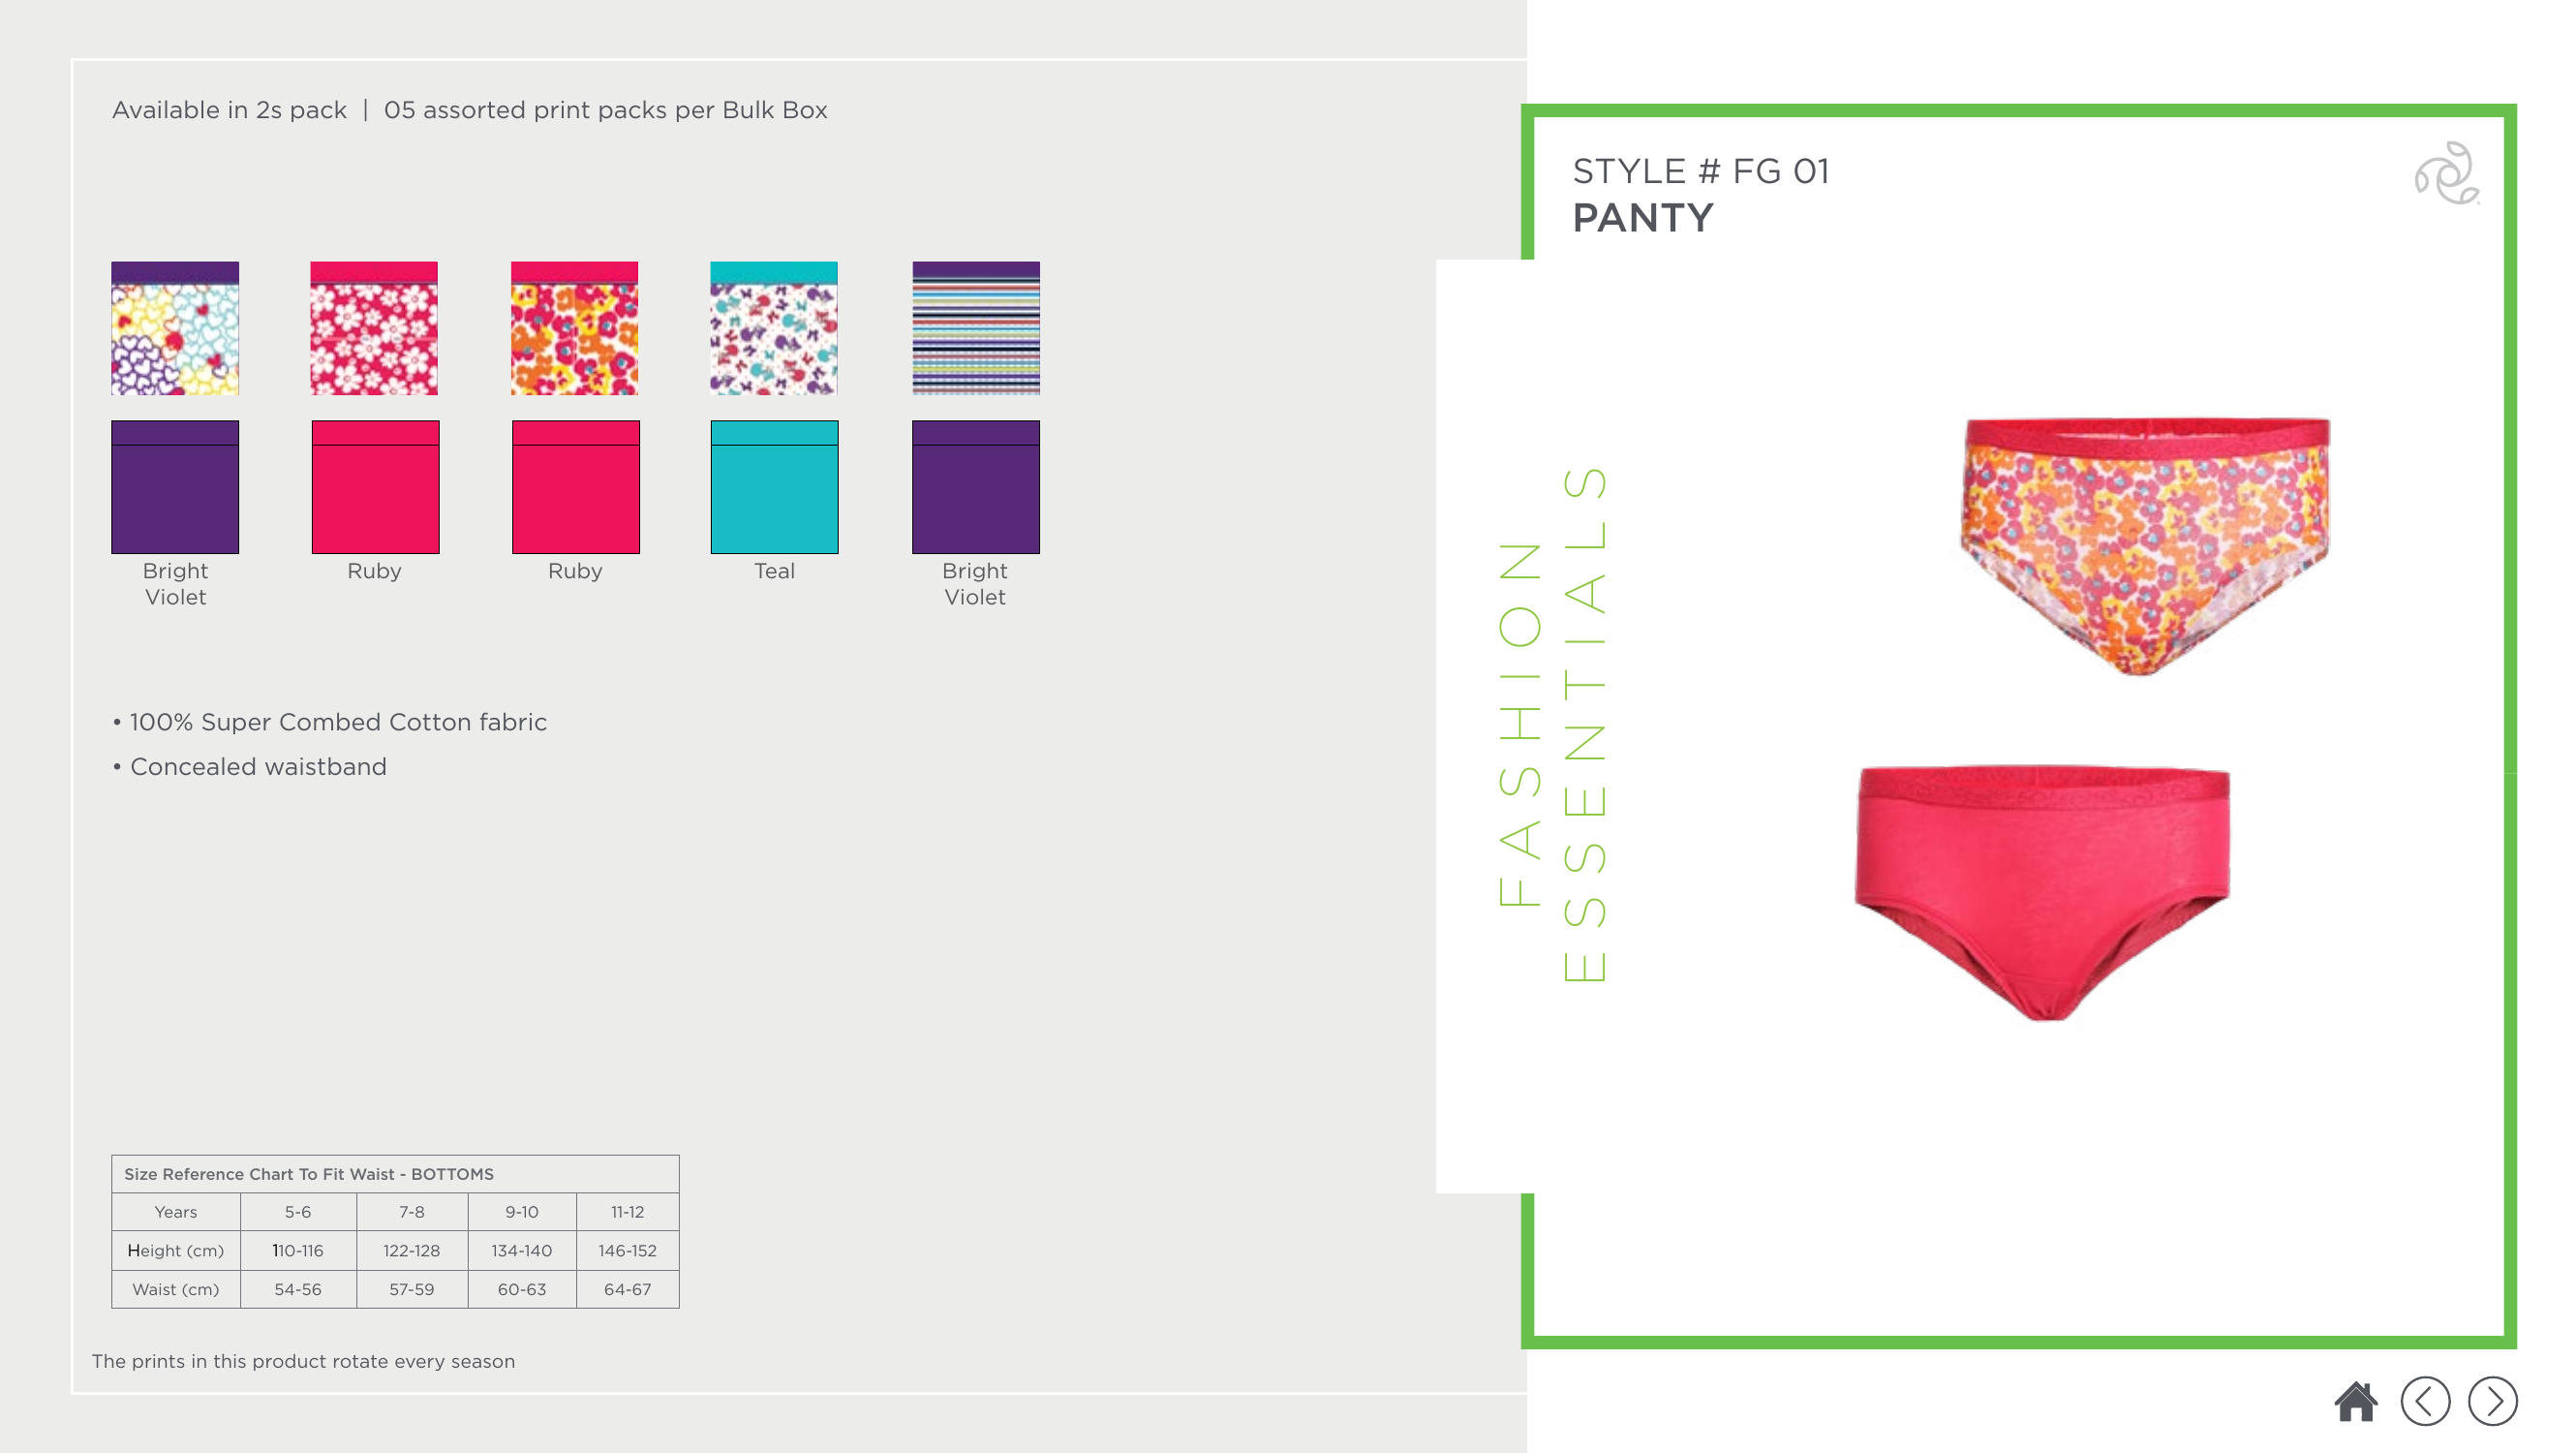 Available in 2s pack | 05 assorted print packs per Bulk Box
Bright
Violet
Ruby
Ruby
Teal
Bright
Violet
• 100% Super Combed Cotton fabric
• Concealed waistband
Size Reference Chart To Fit Waist - BOTTOMS
Years 5-6 7-8 9-10 11-12
Height (cm) 110-116 122-128 134-140 146-152
Waist (cm) 54-56 57-59 60-63 64-67
The prints in this product rotate every season
STYLE # FG 01
PANTY
FASHION
ESSENTIALS